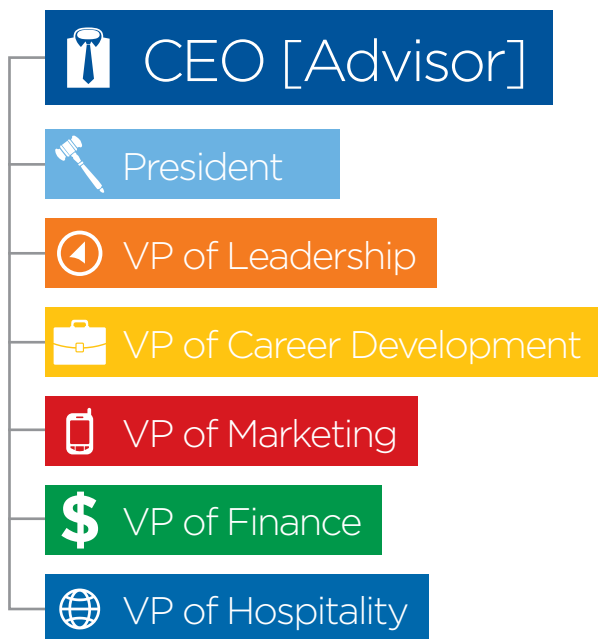 CEO [Advisor]
President
VP of Leadership
VP of Career Development
VP of Marketing
$ VP of Finance
VP of Hospitality